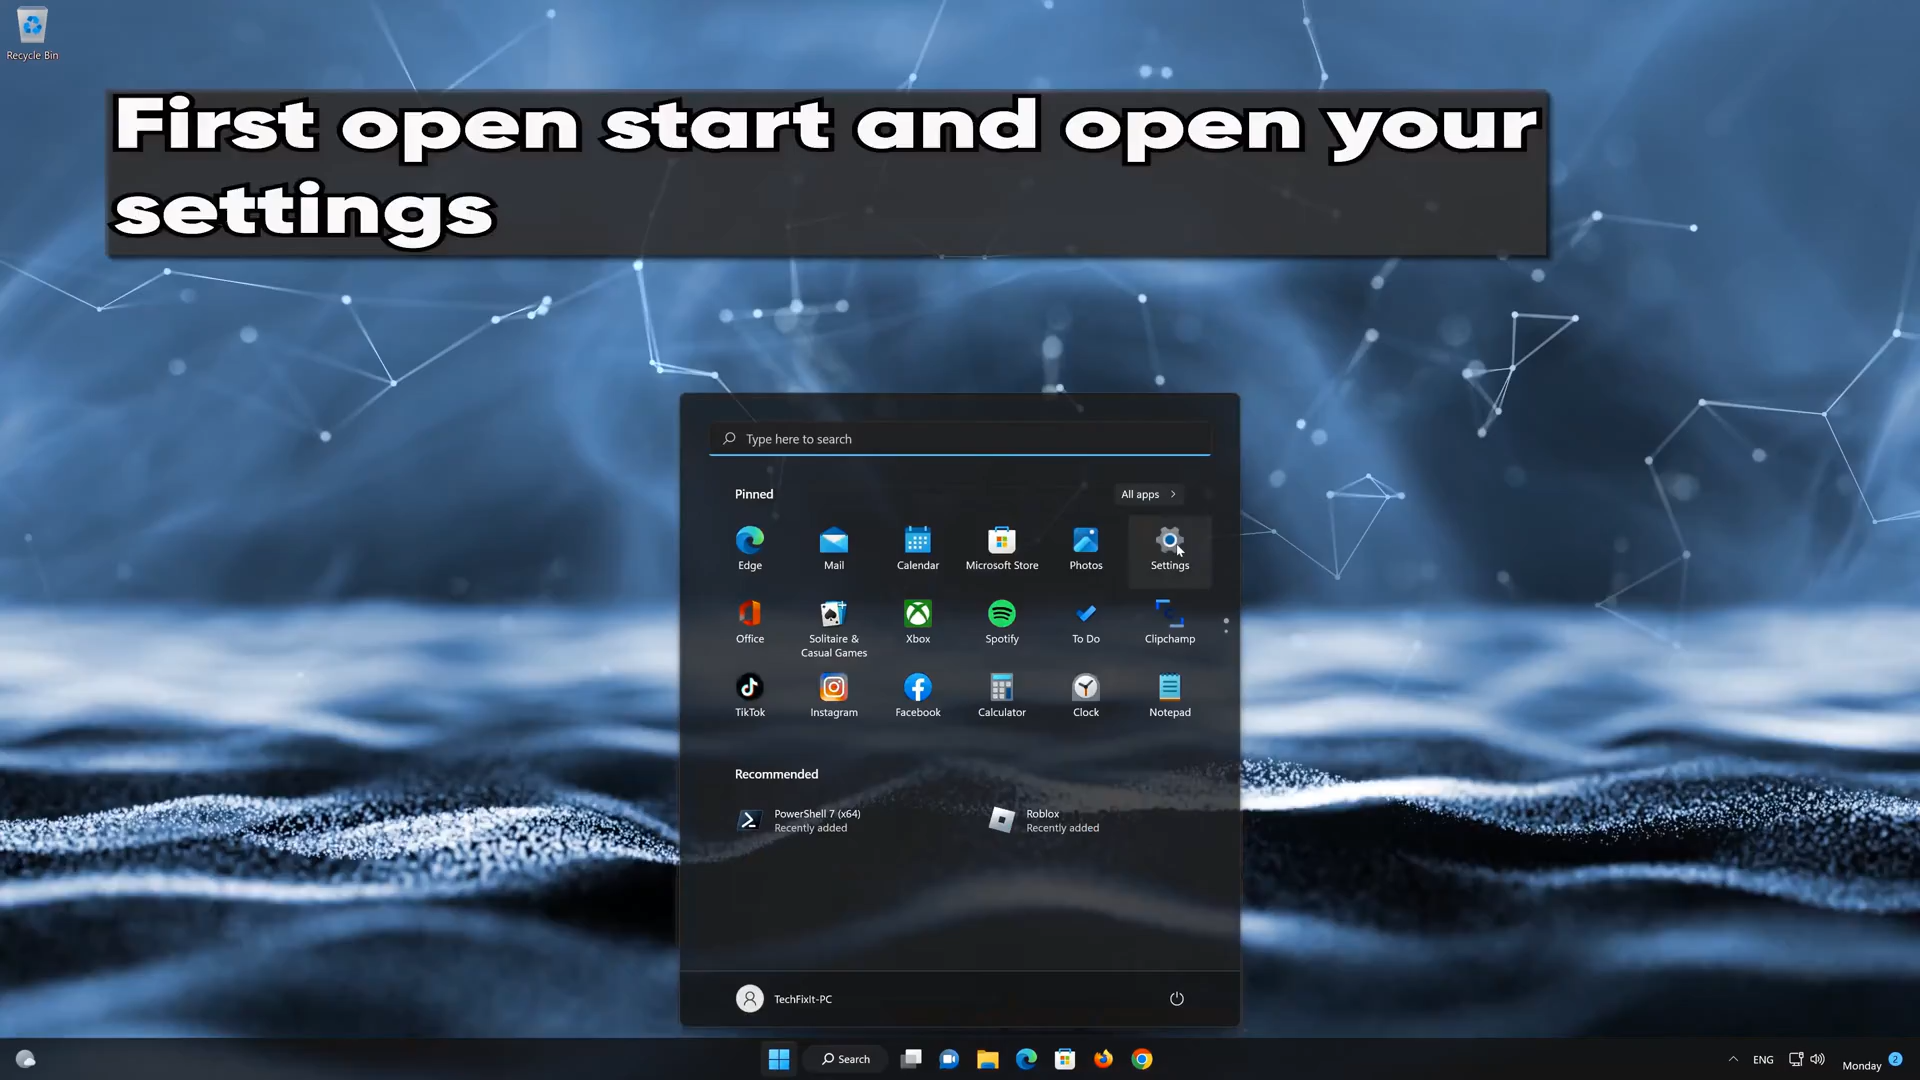 Recycle Bin
First open start and open your
settings
Type here to search
Pinned
All apps
Edge
Mail
Calendar
Microsoft Store
Photos
Settings
Office
Solitaire &
Casual Games
Xbox
Spotify
To Do
Clipchamp
TikTok
Instagram
Facebook
Calculator
Clock
Notepad
Recommended
PowerShell 7 (x64)
Recently added
Roblox
Recently added
TechFixIt-PC
Search
ENG
Monday
2